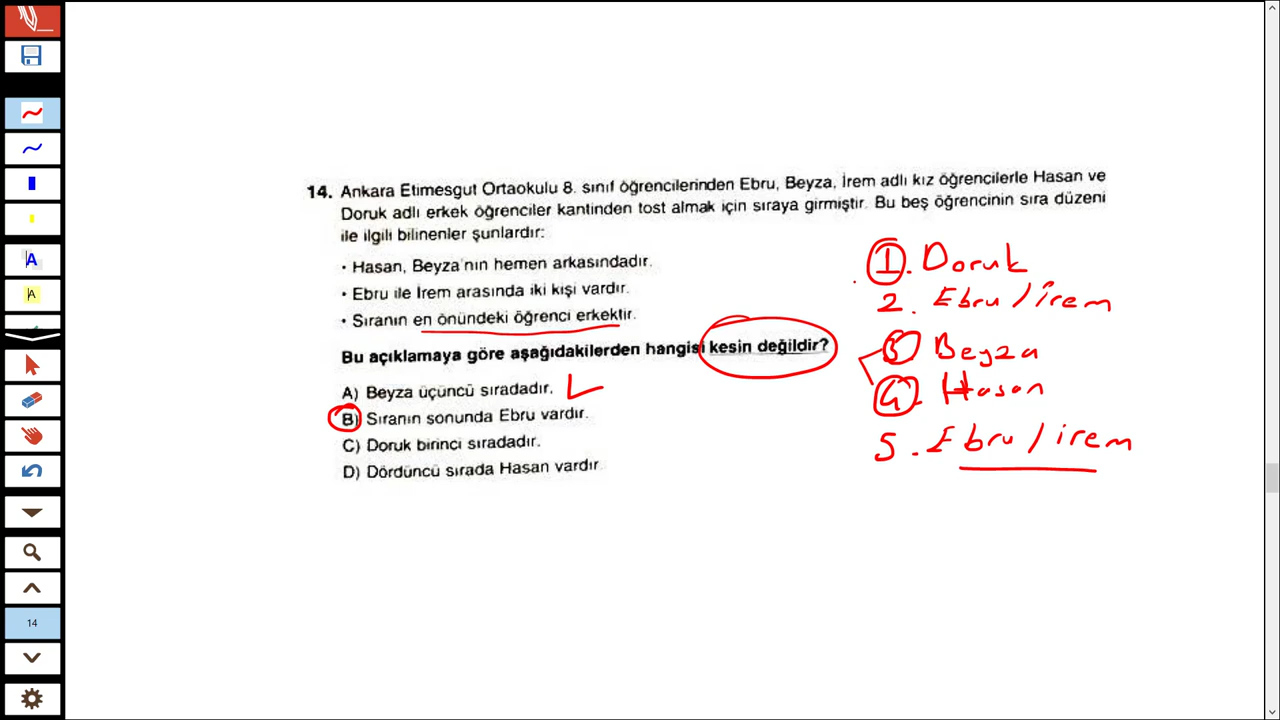 14. Ankara Etimesgut Ortaokulu 8. sınıf öğrencilerinden Ebru, Beyza, İrem adlı kız öğrencilerle Hasan ve
Doruk adlı erkek öğrenciler kantinden tost almak için sıraya girmiştir. Bu beş öğrencinin sıra düzeni
ile ilgili bilinenler şunlardır:
• Hasan, Beyza'nın hemen arkasındadır.
• Ebru ile İrem arasında iki kişi vardır.
• Sıranın en önündeki öğrenci erkektir.
Bu açıklamaya göre aşağıdakilerden hangisi kesin değildir?
A) Beyza üçüncü sıradadır.
B) Sıranın sonunda Ebru vardır.
C) Doruk birinci sıradadır.
D) Dördüncü sırada Hasan vardır.
1. Doruk
2. Ebru / İrem
3. Beyza
4. Hasan
5. Ebru / irem
A
A
14